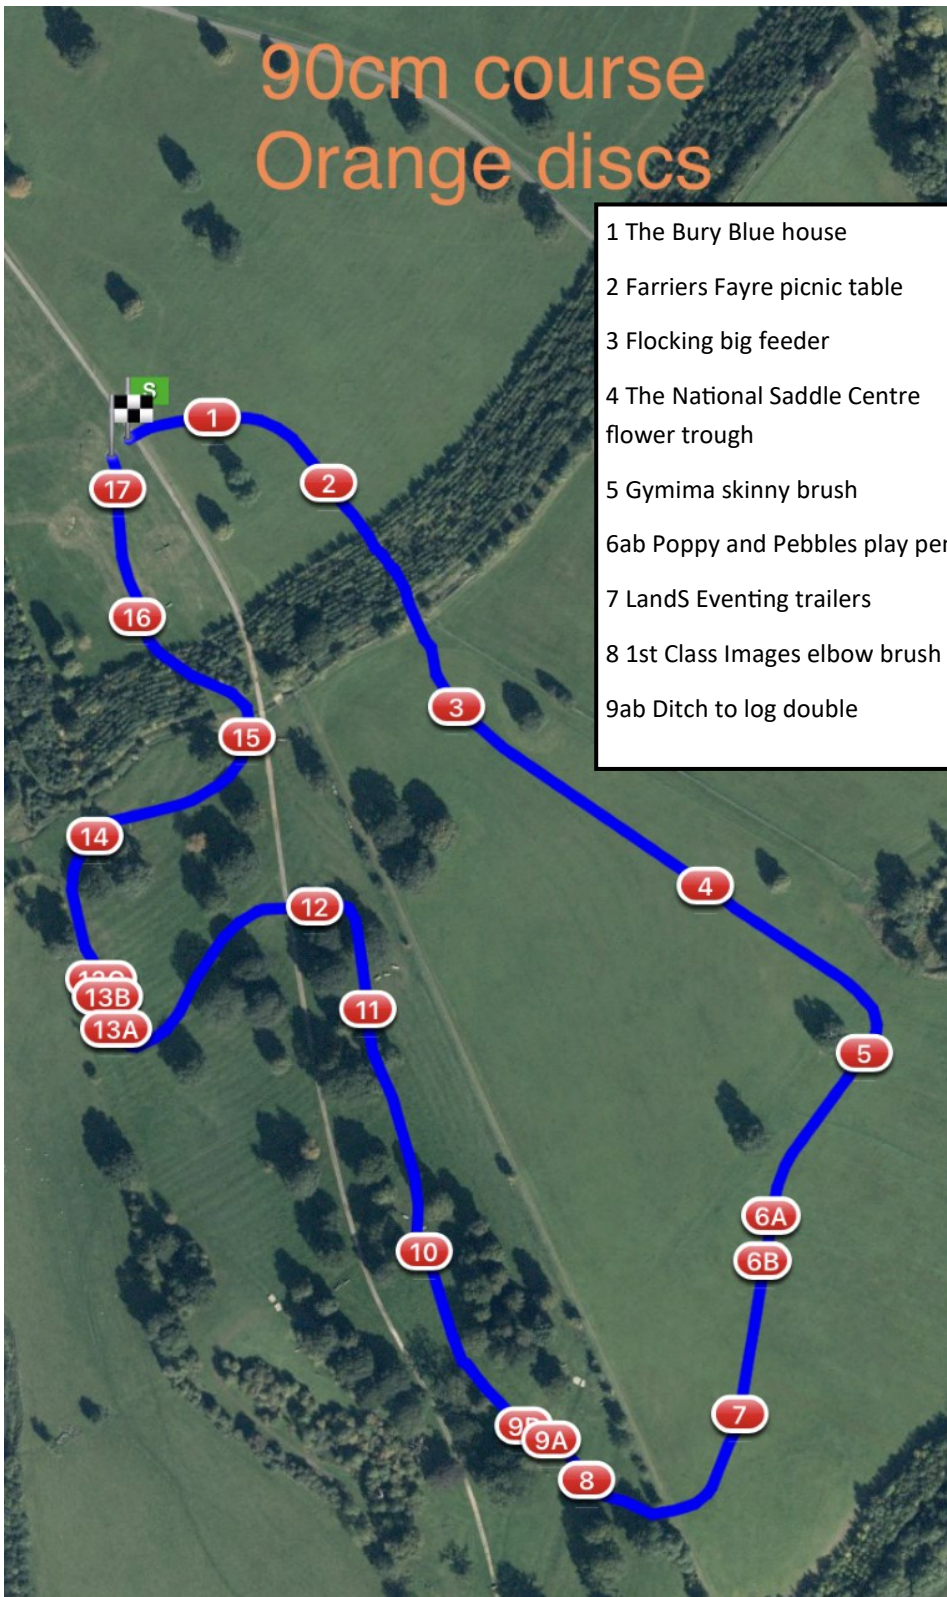 90cm course
Orange discs
1 The Bury Blue house
2 Farriers Fayre picnic table
3 Flocking big feeder
4 The National Saddle Centre
flower trough
5 Gymima skinny brush
6ab Poppy and Pebbles play
7 LandS Eventing trailers
8 1st Class Images elbow brush
9ab Ditch to log double
S
1
2
17
16
3
15
14
4
12
13B
11
13A
5
6A
10
6B
7
9A
8